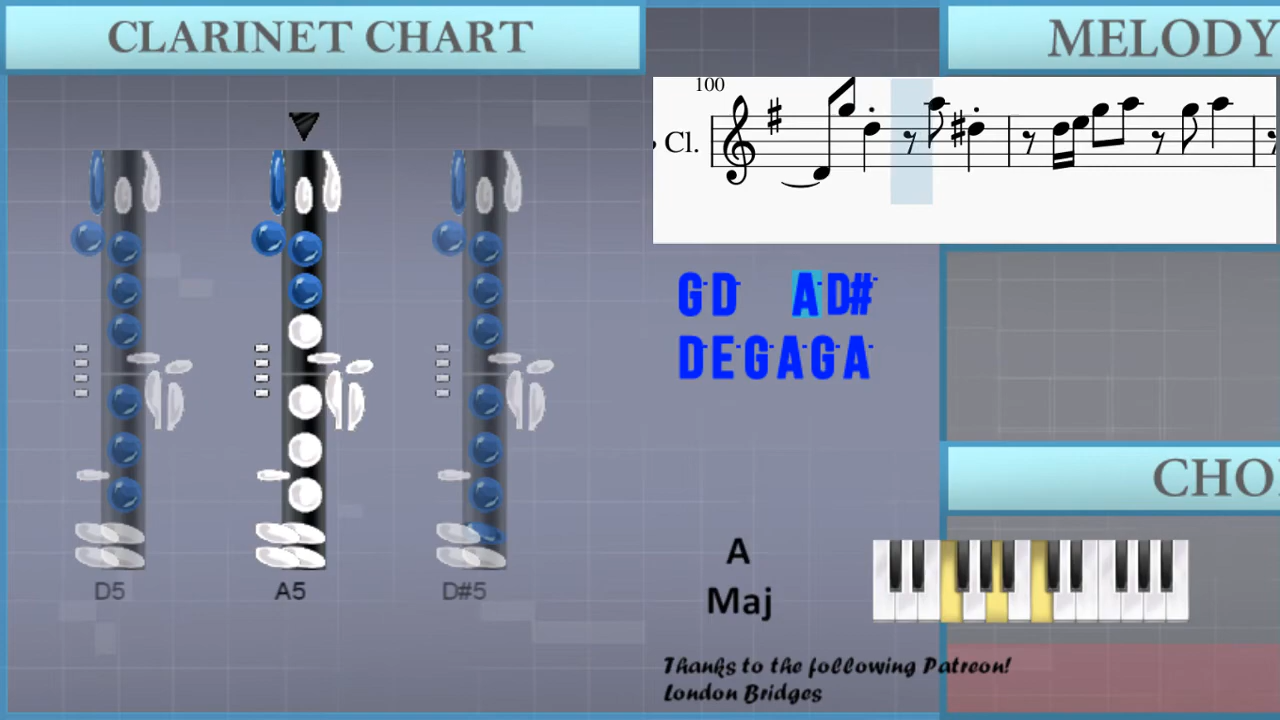 CLARINET CHART
MELODY
100
Cl.
GD AD#
DEGAGA
D5 A5 D#5
A
Maj
CHO
Thanks to the following Patreon!
London Bridges